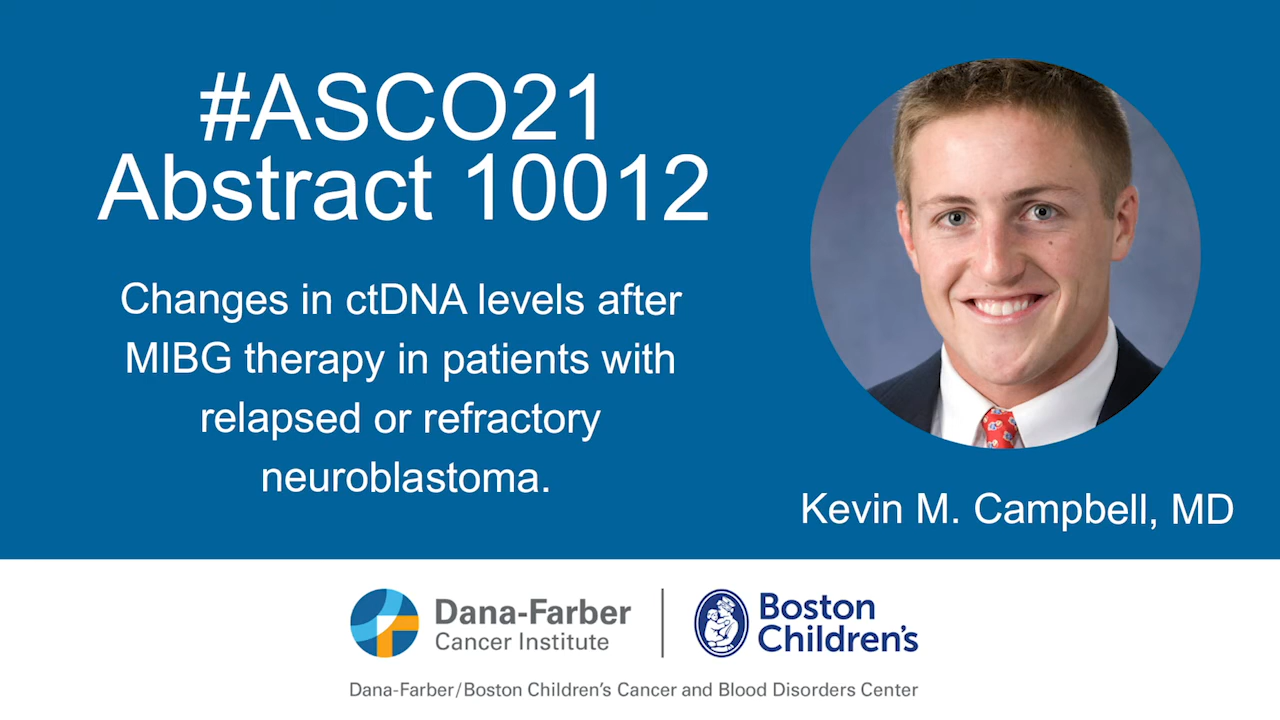 #ASCO21
Abstract 10012
Changes in ctDNA levels after
MIBG therapy in patients with
relapsed or refractory
neuroblastoma.
Kevin M. Campbell, MD
Dana-Farber
Cancer Institute
Boston
Children's
Dana-Farber/Boston Children's Cancer and Blood Disorders Center